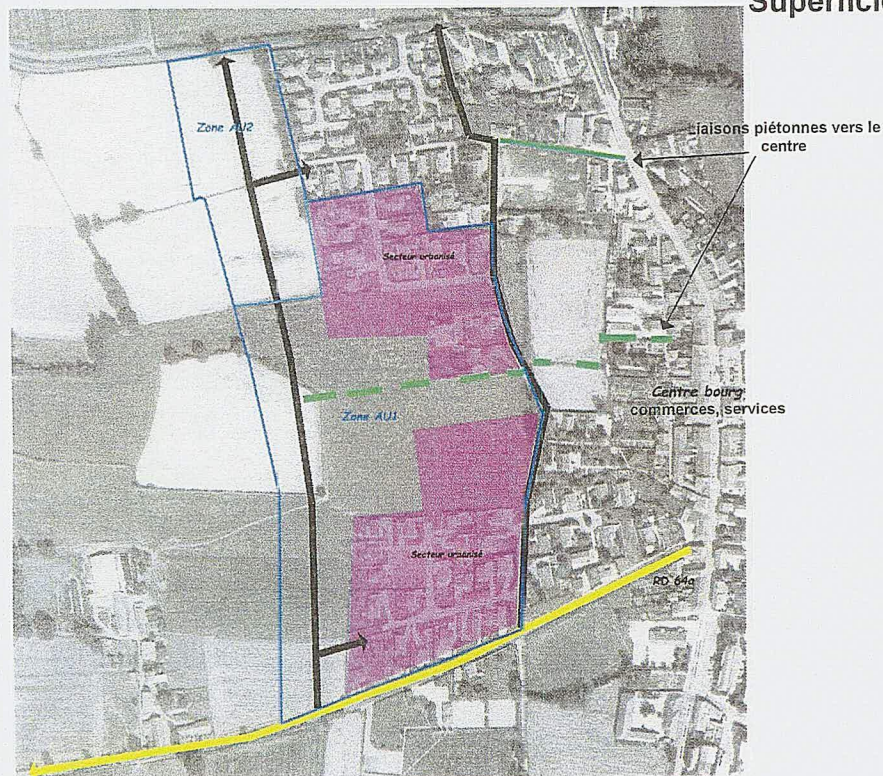 Superficie
Zone AU2
Liaisons piétonnes vers le
centre
Secteur urbanisé
Centre bourg
commerces, services
Zone AU1
Secteur urbanisé
RD 64a